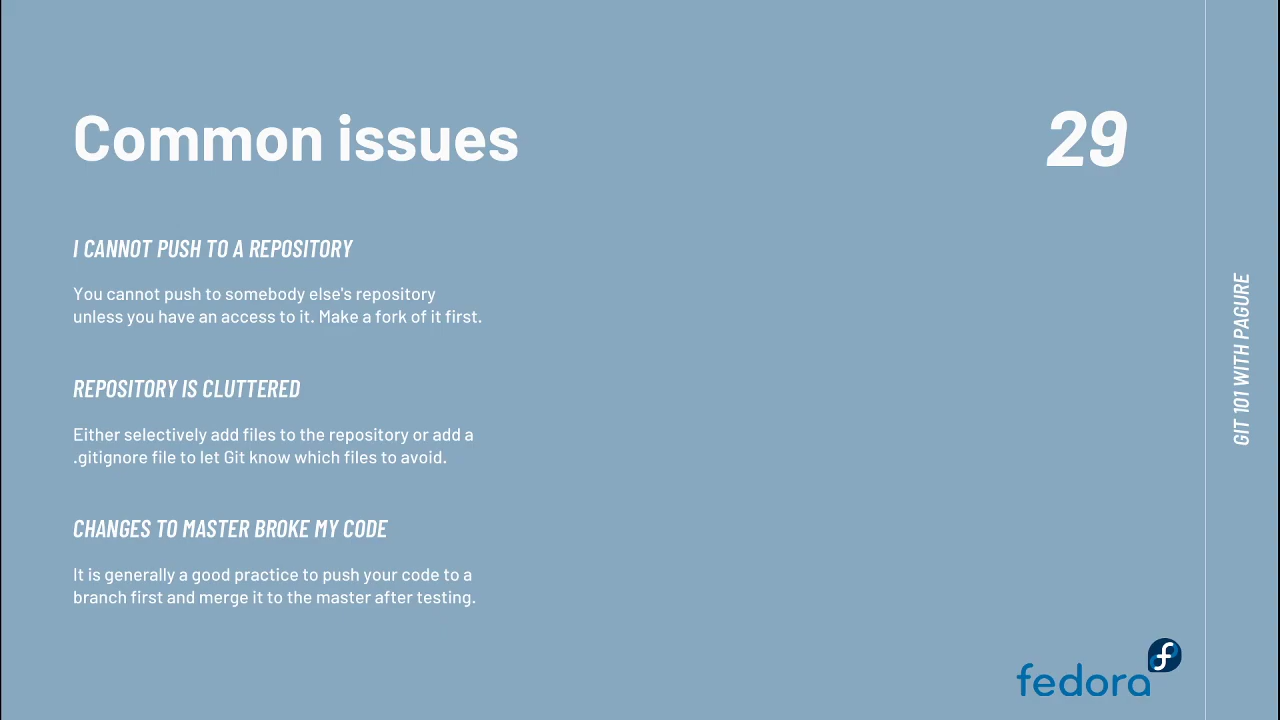 Common issues
29
I CANNOT PUSH TO A REPOSITORY
You cannot push to somebody else's repository
unless you have an access to it. Make a fork of it first.
REPOSITORY IS CLUTTERED
Either selectively add files to the repository or add a
.gitignore file to let Git know which files to avoid.
CHANGES TO MASTER BROKE MY CODE
It is generally a good practice to push your code to a
branch first and merge it to the master after testing.
GIT 101 WITH PAGURE
fedora